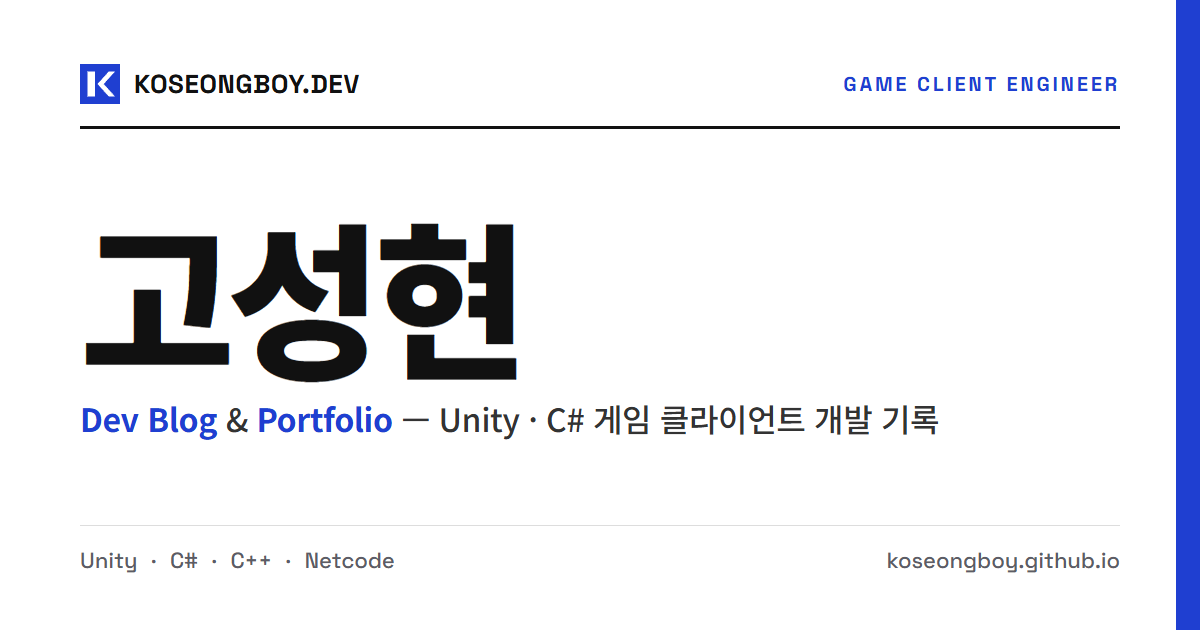 K KOSEONGBOY.DEV
GAME CLIENT ENGINEER
고성현
Dev Blog & Portfolio — Unity · C# 게임 클라이언트 개발 기록
Unity · C# · C++ · Netcode
koseongboy.github.io